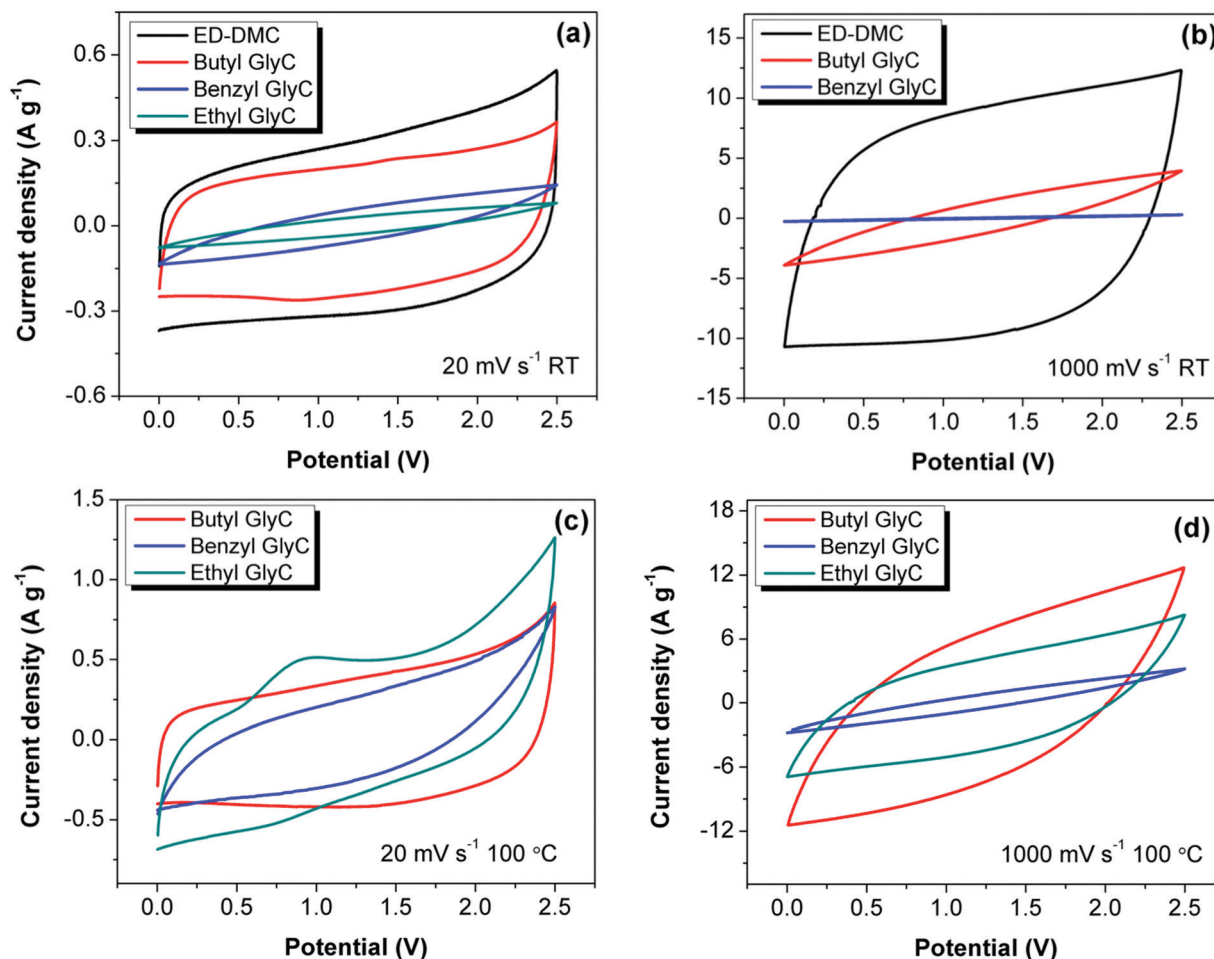 (a)
ED-DMC
Butyl GlyC
Benzyl GlyC
Ethyl GlyC
0.6
0.3
0.0
-0.3
-0.6
Current density (A g⁻¹)
20 mV s⁻¹ RT
0.0 0.5 1.0 1.5 2.0 2.5
Potential (V)
(b)
ED-DMC
Butyl GlyC
Benzyl GlyC
15
10
5
0
-5
-10
-15
Current density (A g⁻¹)
1000 mV s⁻¹ RT
0.0 0.5 1.0 1.5 2.0 2.5
Potential (V)
(c)
Butyl GlyC
Benzyl GlyC
Ethyl GlyC
1.5
1.0
0.5
0.0
-0.5
Current density (A g⁻¹)
20 mV s⁻¹ 100 °C
0.0 0.5 1.0 1.5 2.0 2.5
Potential (V)
(d)
Butyl GlyC
Benzyl GlyC
Ethyl GlyC
18
12
6
0
-6
-12
Current density (A g⁻¹)
1000 mV s⁻¹ 100 °C
0.0 0.5 1.0 1.5 2.0 2.5
Potential (V)